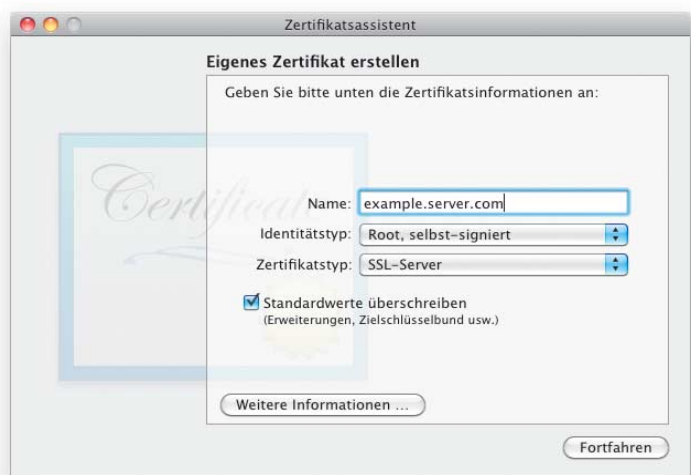 Zertifikatsassistent
Eigenes Zertifikat erstellen
Geben Sie bitte unten die Zertifikatsinformationen an:
Certificate
Name: example.server.com
Identitätstyp: Root, selbst-signiert
Zertifikatstyp: SSL-Server
Standardwerte überschreiben
(Erweiterungen, Zielschlüsselbund usw.)
Weitere Informationen ...
Fortfahren